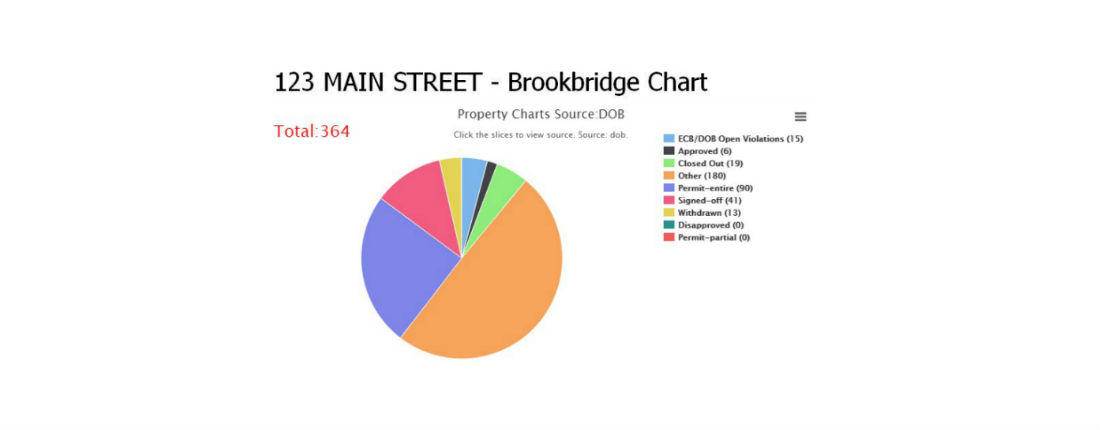 123 MAIN STREET - Brookbridge Chart
Property Charts Source:DOB
Total:364
Click the slices to view source. Source: dob.
ECB/DOB Open Violations (15)
Approved (6)
Closed Out (19)
Other (180)
Permit-entire (90)
Signed-off (41)
Withdrawn (13)
Disapproved (0)
Permit-partial (0)